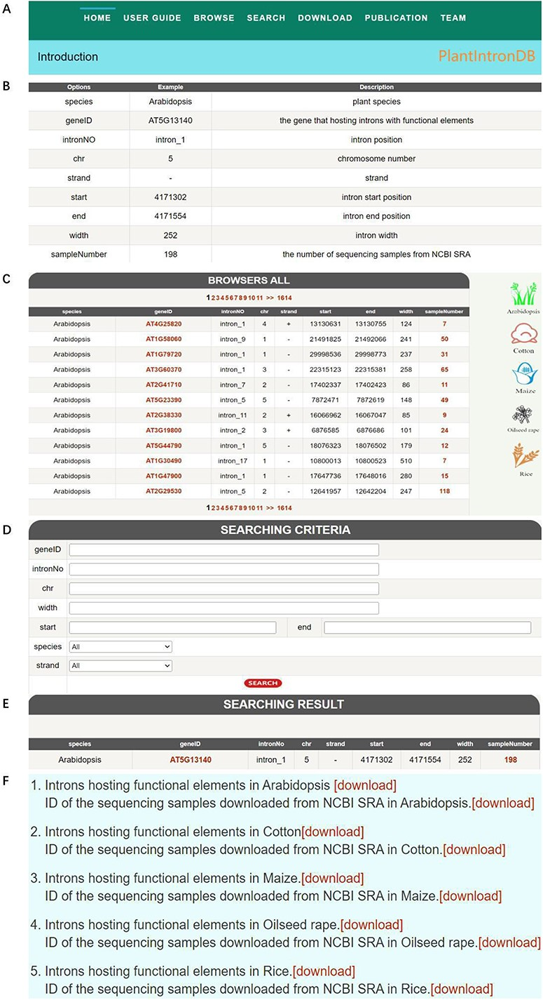 A
HOME USER GUIDE BROWSE SEARCH DOWNLOAD PUBLICATION TEAM
Introduction PlantIntronDB
B
Options Example Description
species Arabidopsis plant species
geneID AT5G13140 the gene that hosting introns with functional elements
intronNO intron_1 intron position
chr 5 chromosome number
strand - strand
start 4171302 intron start position
end 4171554 intron end position
width 252 intron width
sampleNumber 198 the number of sequencing samples from NCBI SRA
C
BROWSERS ALL
1 2 3 4 5 6 7 8 9 10 11 >> 1614
species geneID intronNO chr strand start end width sampleNumber
Arabidopsis AT4G25820 intron_1 4 + 13130631 13130755 124 7
Arabidopsis AT1G58060 intron_9 1 - 21491825 21492066 241 50
Arabidopsis AT1G79720 intron_1 1 - 29998536 29998773 237 31
Arabidopsis AT3G60370 intron_1 3 - 22315123 22315381 258 65
Arabidopsis AT2G41710 intron_7 2 - 17402337 17402423 86 11
Arabidopsis AT5G23390 intron_5 5 - 7872471 7872619 148 49
Arabidopsis AT2G38330 intron_11 2 + 16066962 16067047 85 9
Arabidopsis AT3G19800 intron_2 3 + 6876585 6876686 101 24
Arabidopsis AT5G44790 intron_1 5 - 18076323 18076502 179 12
Arabidopsis AT1G30490 intron_17 1 - 10800013 10800523 510 7
Arabidopsis AT1G47900 intron_1 1 - 17647736 17648016 280 15
Arabidopsis AT2G29530 intron_5 2 - 12641957 12642204 247 118
1 2 3 4 5 6 7 8 9 10 11 >> 1614
Arabidopsis
Cotton
Maize
Oilseed rape
Rice
D
SEARCHING CRITERIA
geneID
intronNo
chr
width
start end
species All
strand All
SEARCH
E
SEARCHING RESULT
species geneID intronNo chr strand start end width sampleNumber
Arabidopsis AT5G13140 intron_1 5 - 4171302 4171554 252 198
F
1. Introns hosting functional elements in Arabidopsis [download]
ID of the sequencing samples downloaded from NCBI SRA in Arabidopsis.[download]
2. Introns hosting functional elements in Cotton[download]
ID of the sequencing samples downloaded from NCBI SRA in Cotton.[download]
3. Introns hosting functional elements in Maize.[download]
ID of the sequencing samples downloaded from NCBI SRA in Maize.[download]
4. Introns hosting functional elements in Oilseed rape.[download]
ID of the sequencing samples downloaded from NCBI SRA in Oilseed rape.[download]
5. Introns hosting functional elements in Rice.[download]
ID of the sequencing samples downloaded from NCBI SRA in Rice.[download]